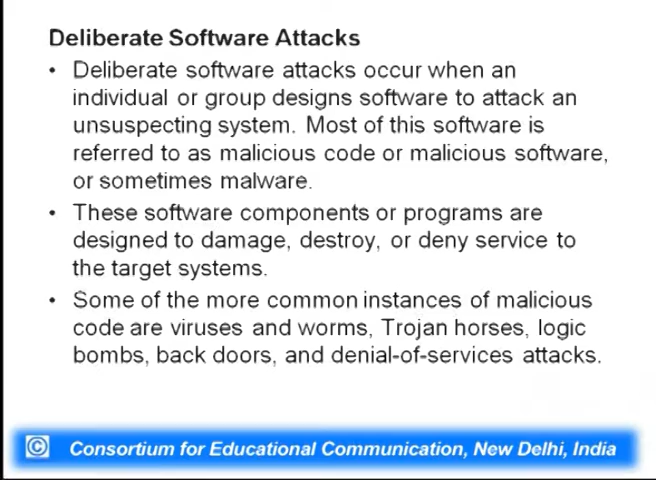 Deliberate Software Attacks
• Deliberate software attacks occur when an
individual or group designs software to attack an
unsuspecting system. Most of this software is
referred to as malicious code or malicious software,
or sometimes malware.
• These software components or programs are
designed to damage, destroy, or deny service to
the target systems.
• Some of the more common instances of malicious
code are viruses and worms, Trojan horses, logic
bombs, back doors, and denial-of-services attacks.
© Consortium for Educational Communication, New Delhi, India